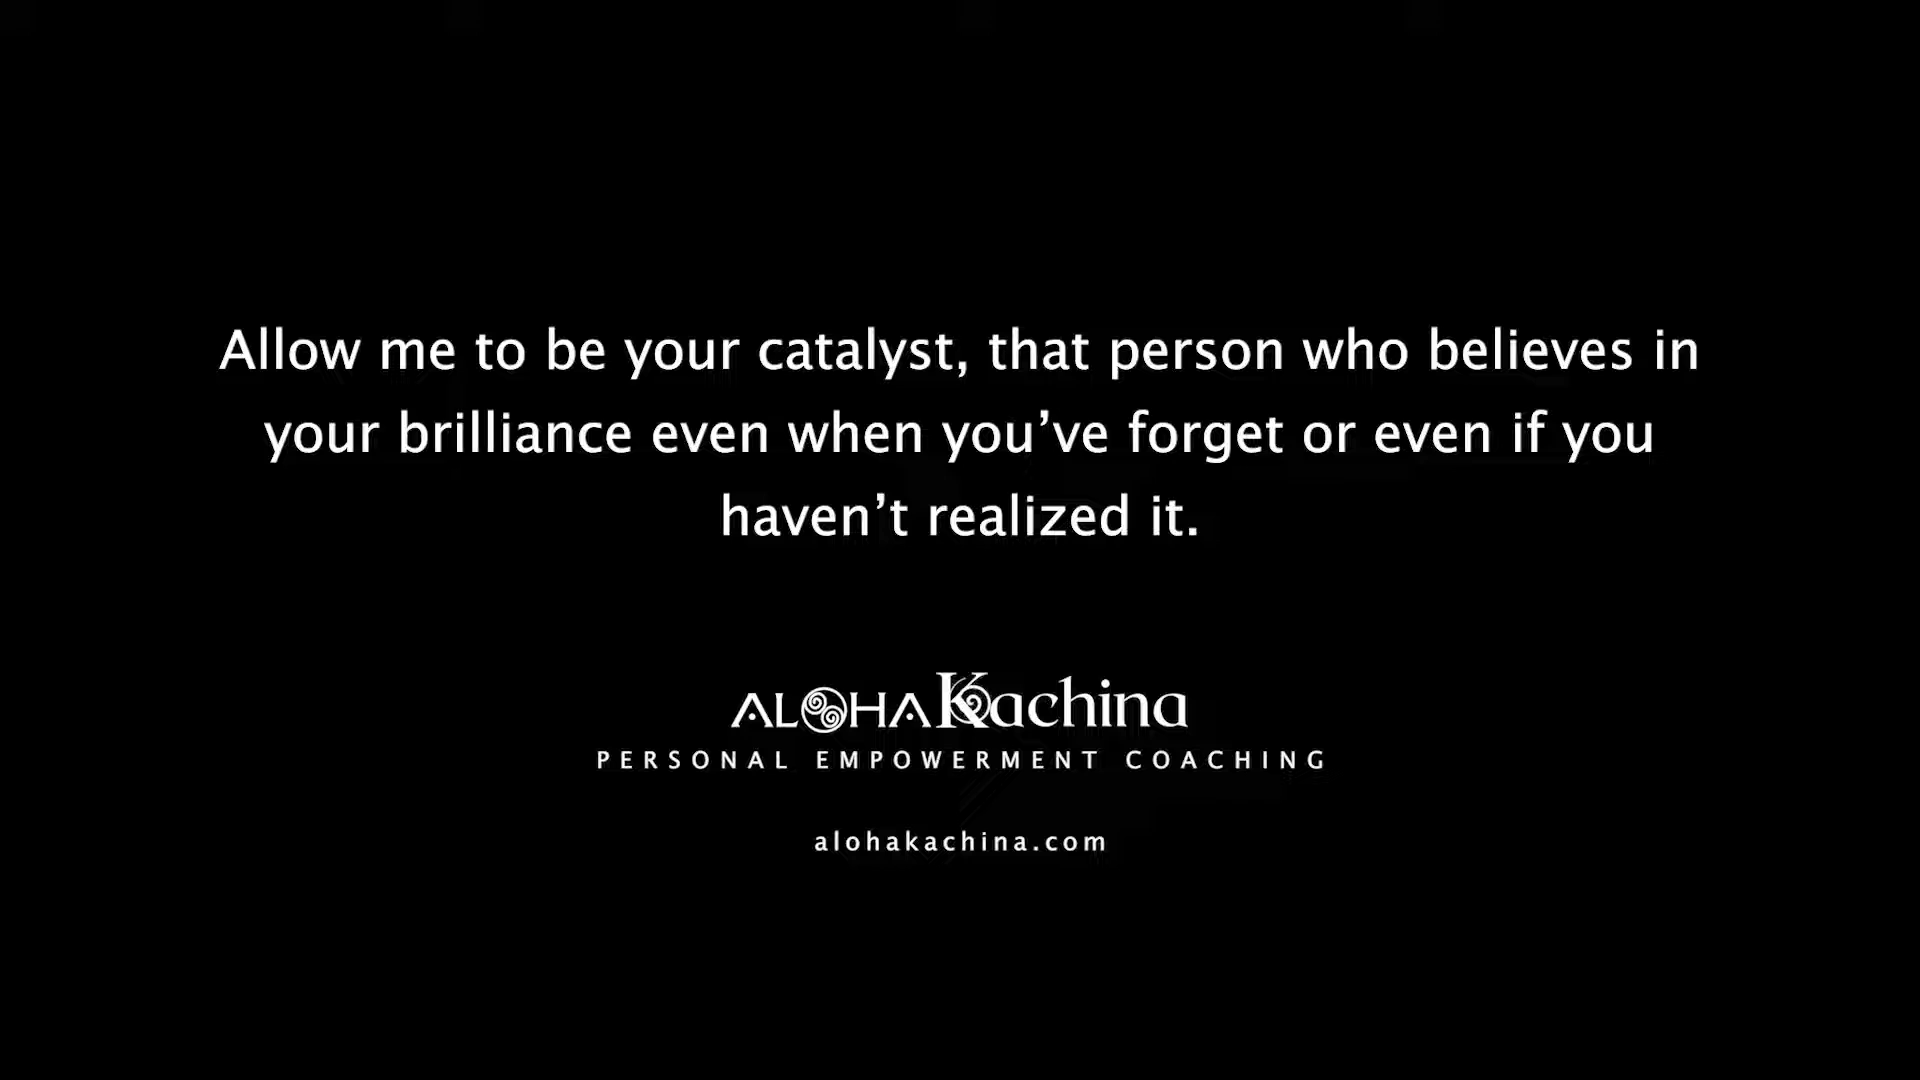 Allow me to be your catalyst, that person who believes in
your brilliance even when you’ve forget or even if you
haven’t realized it.
ALOHA Kachina
PERSONAL EMPOWERMENT COACHING
alohakachina.com